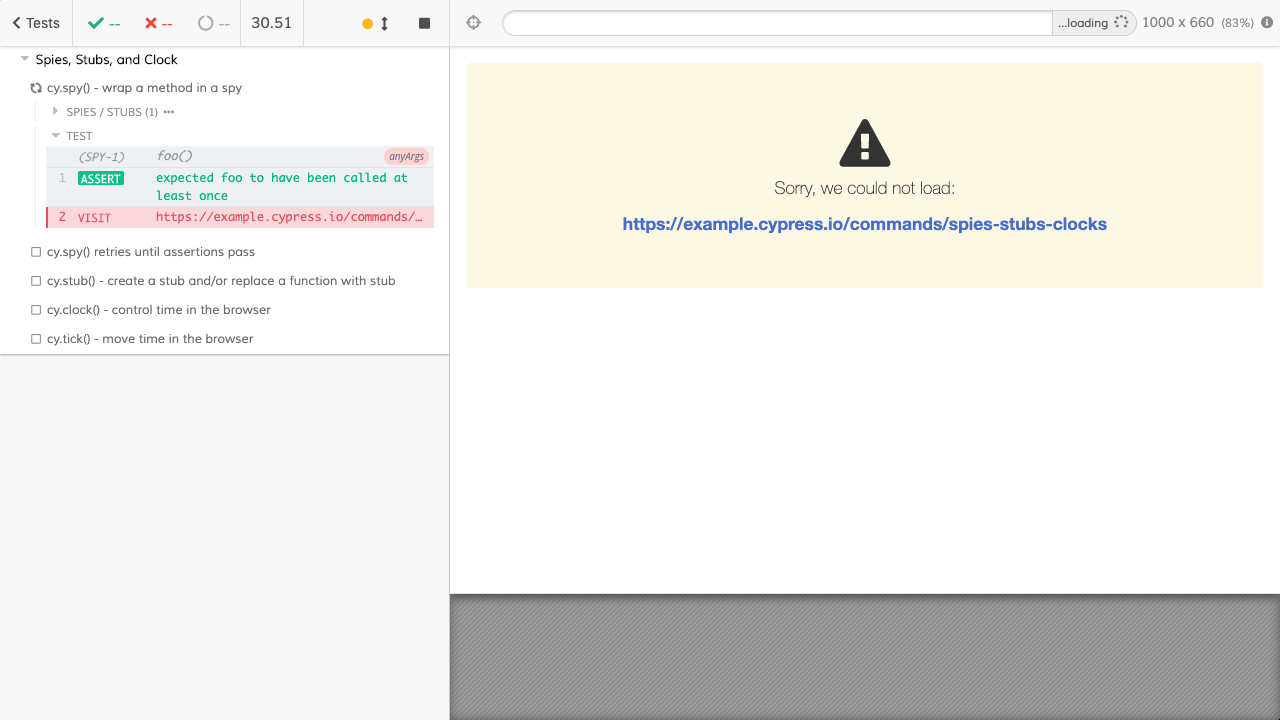 Tests -- -- -- 30.51
...loading 1000 x 660 (83%)
Spies, Stubs, and Clock
cy.spy() - wrap a method in a spy
SPIES / STUBS (1) •••
TEST
(SPY-1) foo() anyArgs
1 ASSERT expected foo to have been called at
least once
2 VISIT https://example.cypress.io/commands/…
cy.spy() retries until assertions pass
cy.stub() - create a stub and/or replace a function with stub
cy.clock() - control time in the browser
cy.tick() - move time in the browser
Sorry, we could not load:
https://example.cypress.io/commands/spies-stubs-clocks